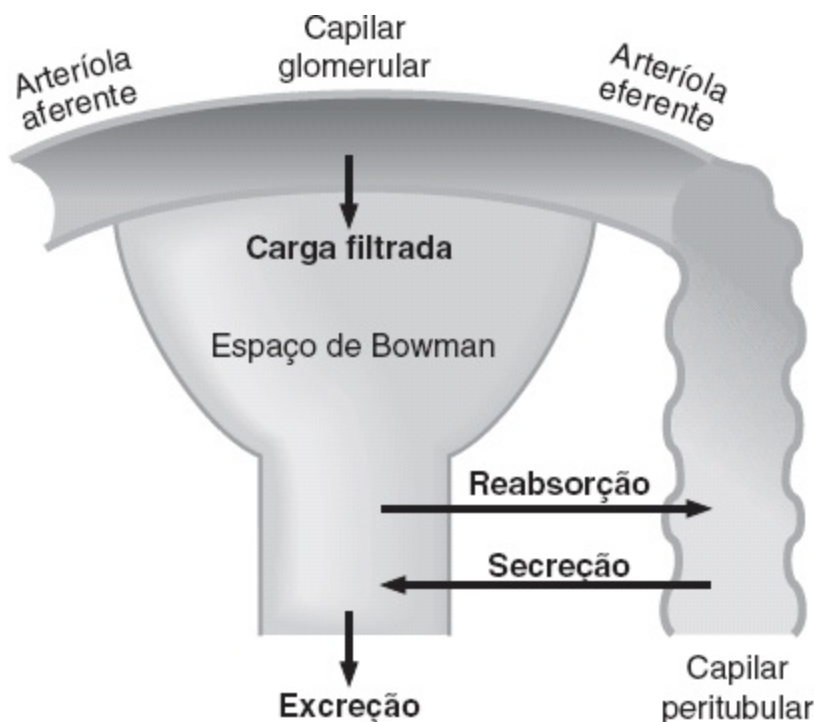 Arteríola
aferente
Capilar
glomerular
Arteríola
eferente
Carga filtrada
Espaço de Bowman
Reabsorção
Secreção
Excreção
Capilar
peritubular